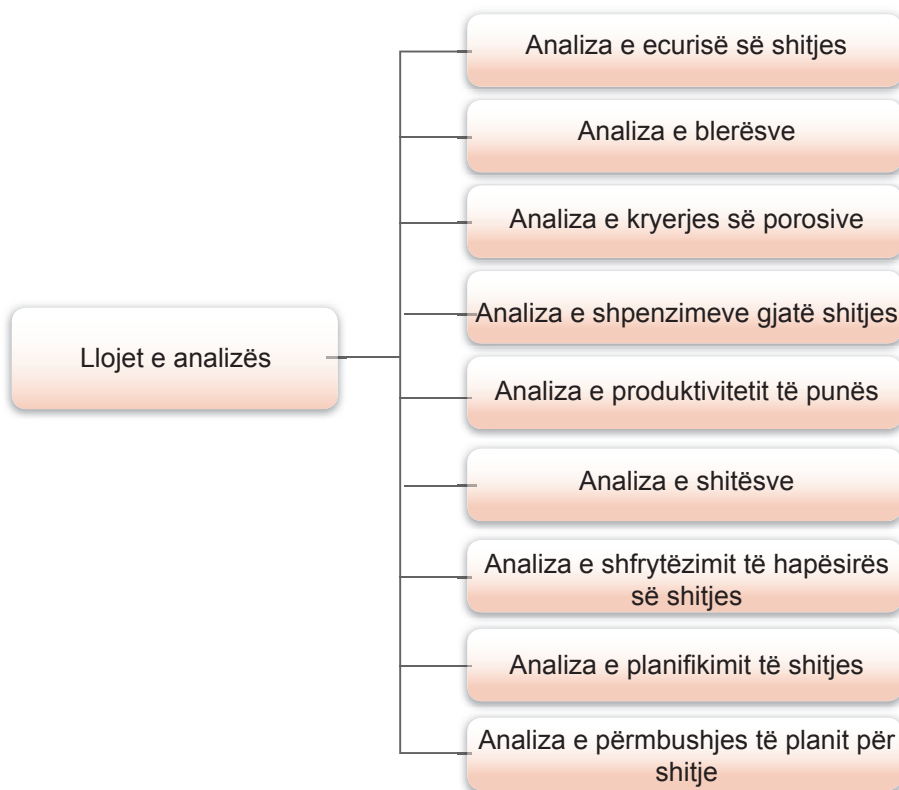 Analiza e ecurisë së shitjes
Analiza e blerësve
Analiza e kryerjes së porosive
Analiza e shpenzimeve gjatë shitjes
Llojet e analizës
Analiza e produktivitetit të punës
Analiza e shitësve
Analiza e shfrytëzimit të hapësirës
së shitjes
Analiza e planifikimit të shitjes
Analiza e përmbushjes të planit për
shitje